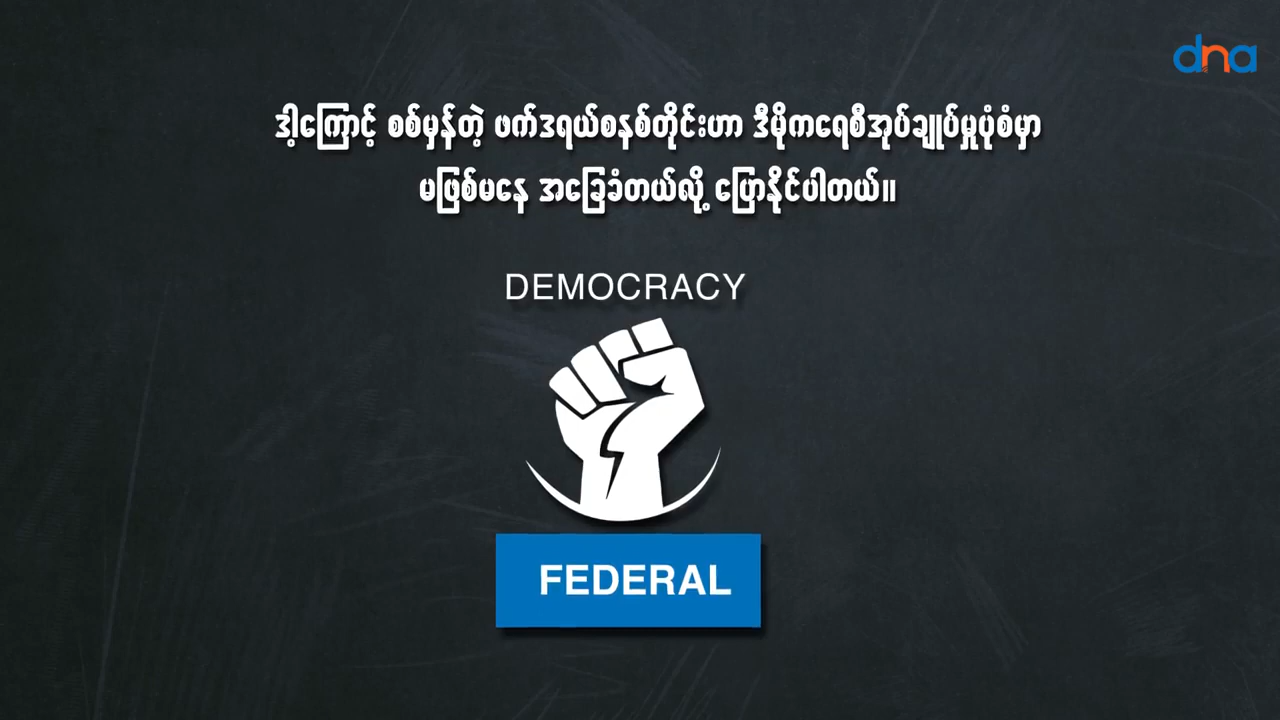 dna
ဒါ့ကြောင့် စစ်မှန်တဲ့ ဖက်ဒရယ်စနစ်တိုင်းဟာ ဒီမိုကရေစီအုပ်ချုပ်မှုပုံစံမှာ
မဖြစ်မနေ အခြေခံတယ်လို့ ပြောနိုင်ပါတယ်။
DEMOCRACY
FEDERAL